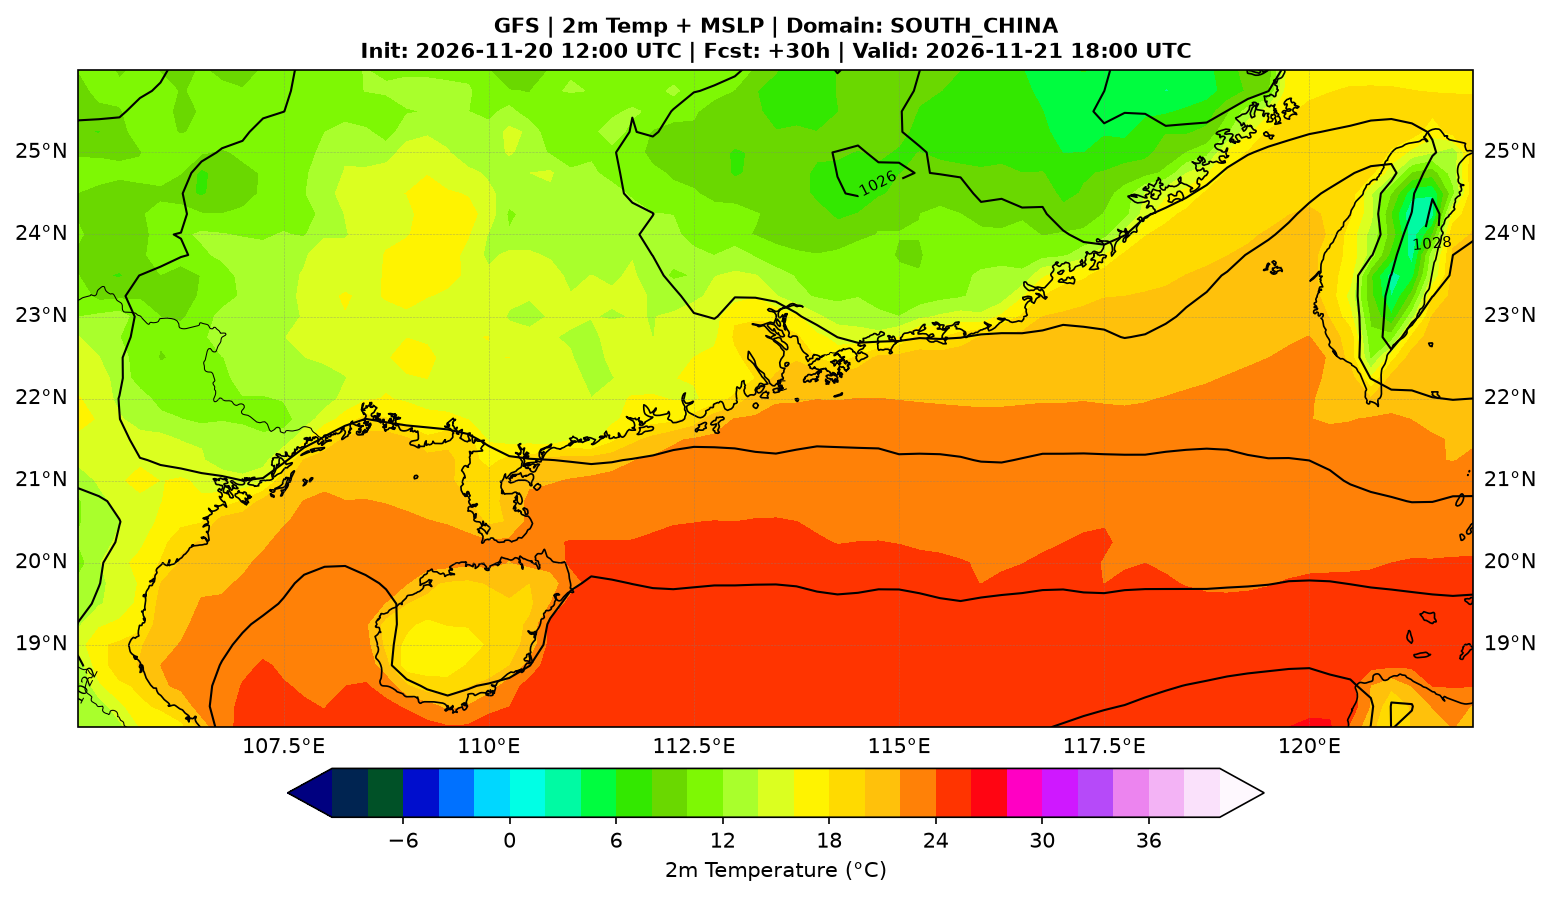 GFS | 2m Temp + MSLP | Domain: SOUTH_CHINA
Init: 2026-11-20 12:00 UTC | Fcst: +30h | Valid: 2026-11-21 18:00 UTC
25°N 25°N
1026
24°N 1028 24°N
23°N 23°N
22°N 22°N
21°N 21°N
20°N 20°N
19°N 19°N
1022
107.5°E 110°E 112.5°E 115°E 117.5°E 120°E
−6 0 6 12 18 24 30 36
2m Temperature (°C)